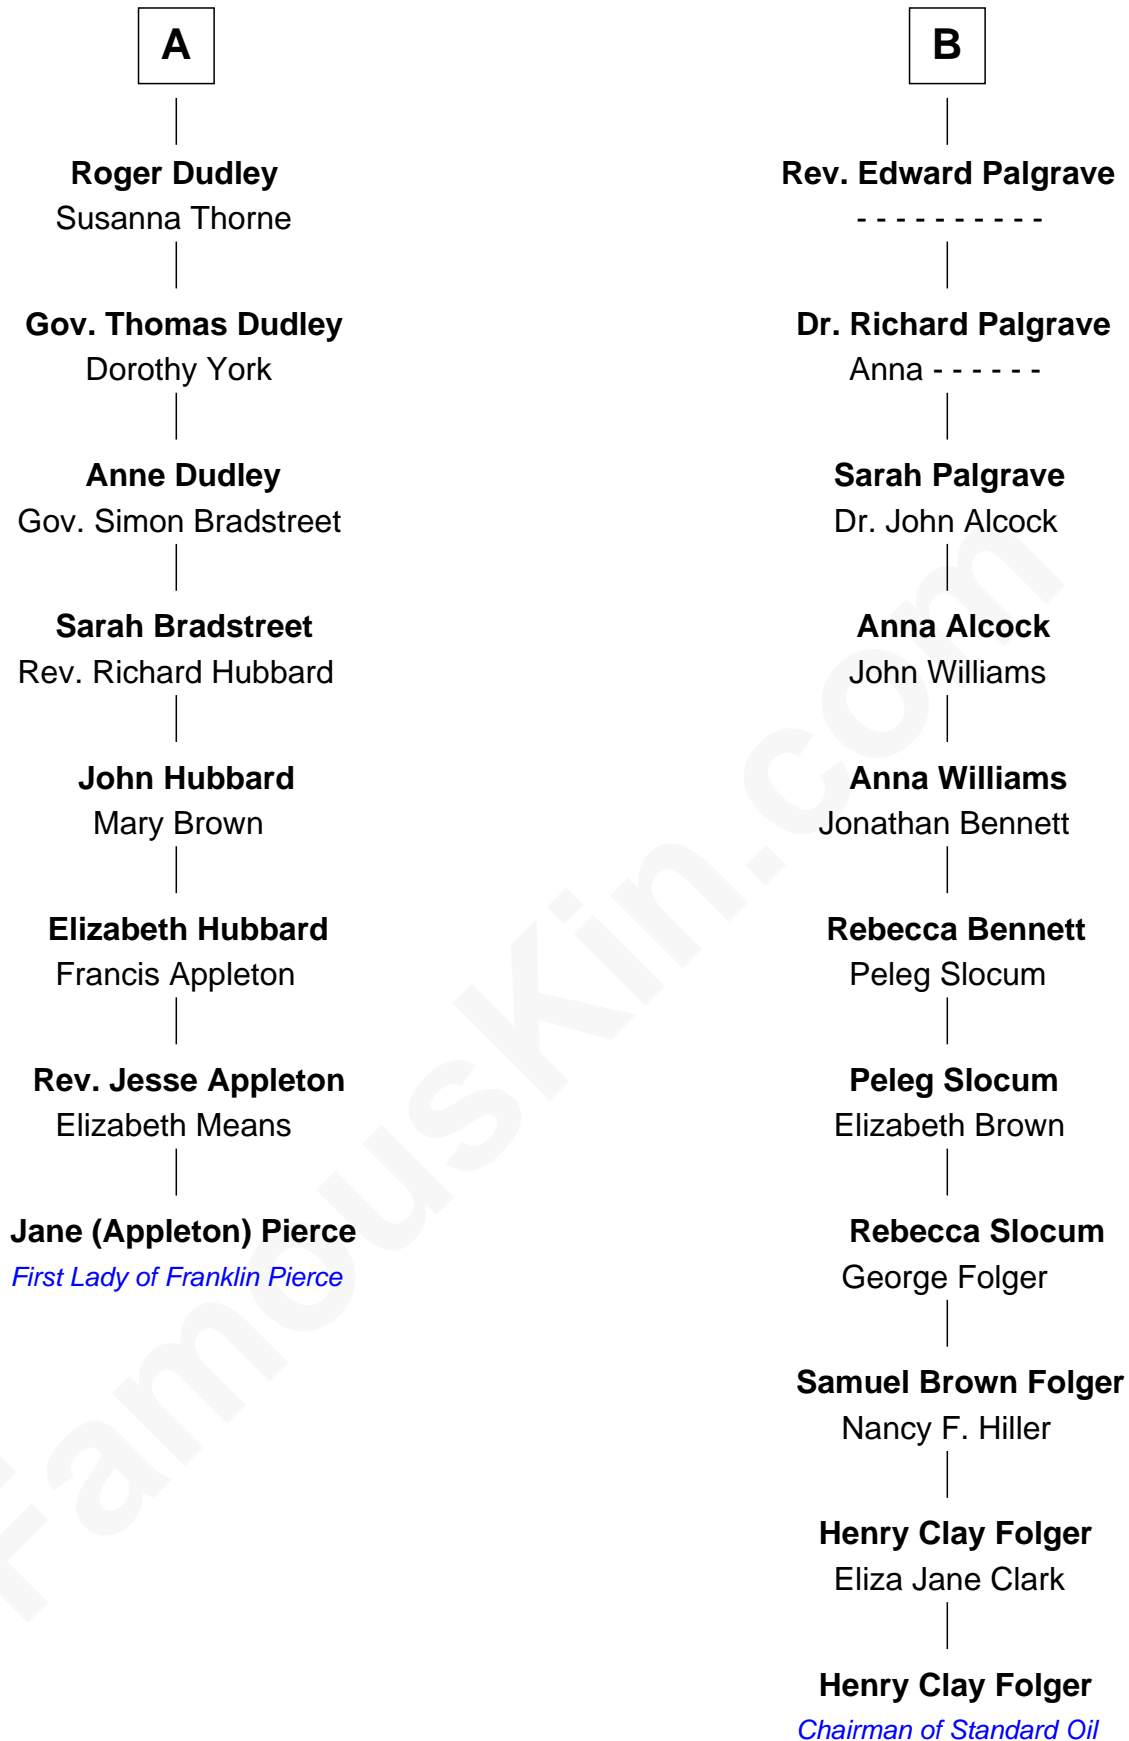 A
Roger Dudley
Susanna Thorne
Gov. Thomas Dudley
Dorothy York
Anne Dudley
Gov. Simon Bradstreet
Sarah Bradstreet
Rev. Richard Hubbard
John Hubbard
Mary Brown
Elizabeth Hubbard
Francis Appleton
Rev. Jesse Appleton
Elizabeth Means
Jane (Appleton) Pierce
First Lady of Franklin Pierce
B
Rev. Edward Palgrave
- - - - - - - - - -
Dr. Richard Palgrave
Anna - - - - - -
Sarah Palgrave
Dr. John Alcock
Anna Alcock
John Williams
Anna Williams
Jonathan Bennett
Rebecca Bennett
Peleg Slocum
Peleg Slocum
Elizabeth Brown
Rebecca Slocum
George Folger
Samuel Brown Folger
Nancy F. Hiller
Henry Clay Folger
Eliza Jane Clark
Henry Clay Folger
Chairman of Standard Oil
FamousKin.com